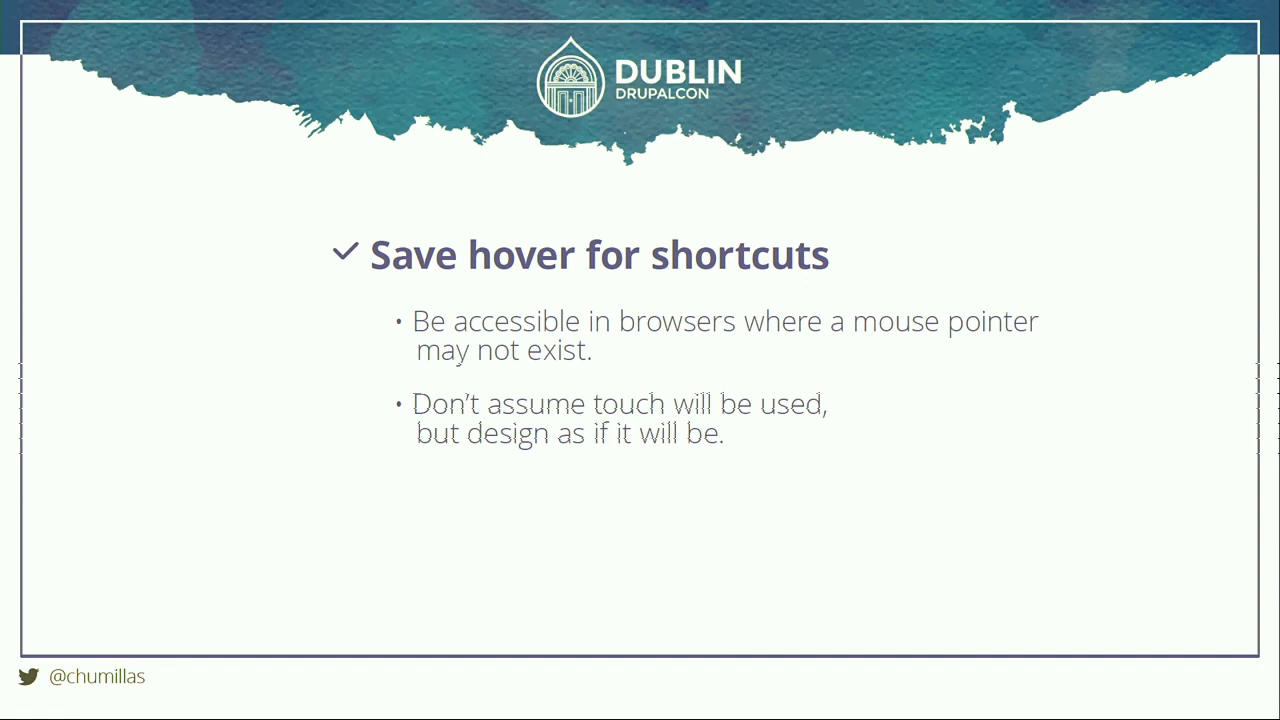 DUBLIN
DRUPALCON
Save hover for shortcuts
• Be accessible in browsers where a mouse pointer
may not exist.
• Don’t assume touch will be used,
but design as if it will be.
@chumillas